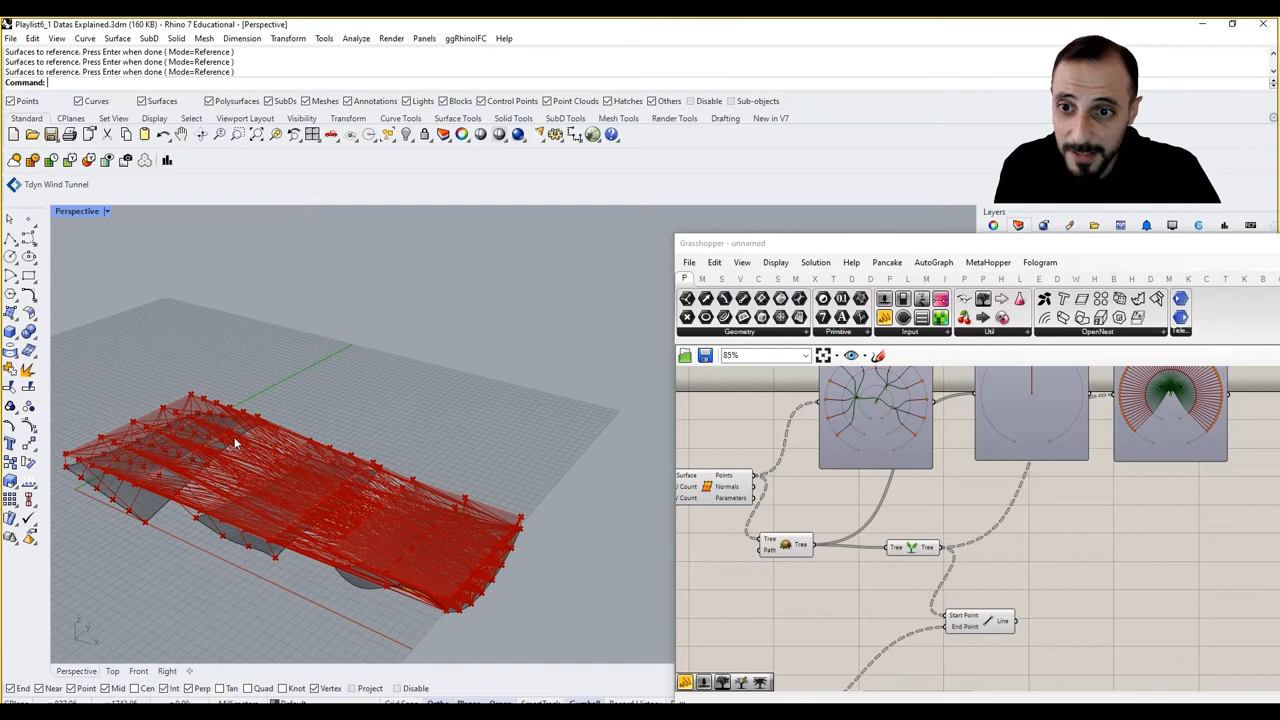 Playlist6_1 Datas Explained.3dm (160 KB) - Rhino 7 Educational - [Perspective]
File Edit View Curve Surface SubD Solid Mesh Dimension Transform Tools Analyze Render Panels ggRhinoIFC Help
Surfaces to reference. Press Enter when done ( Mode=Reference )
Surfaces to reference. Press Enter when done ( Mode=Reference )
Surfaces to reference. Press Enter when done ( Mode=Reference )
Command:
Points Curves Surfaces Polysurfaces SubDs Meshes Annotations Lights Blocks Control Points Point Clouds Hatches Others Disable Sub-objects
Standard CPlanes Set View Display Select Viewport Layout Visibility Transform Curve Tools Surface Tools Solid Tools SubD Tools Mesh Tools Render Tools Drafting New in V7
Tdyn Wind Tunnel
Perspective
Layers
Grasshopper - unnamed
File Edit View Display Solution Help Pancake AutoGraph MetaHopper Fologram
P M S V C S M X T D D P L M I T D P L A P C H L E D E D W B H D M X K B C T D H
Geometry Primitive Input Util OpenNest Tele...
85%
Surface Points
U Count Normals
V Count Parameters
Tree Tree
Path
Tree Tree
Start Point Line
End Point
z y x
Perspective Top Front Right
End Near Point Mid Cen Int Perp Tan Quad Knot Vertex Project Disable